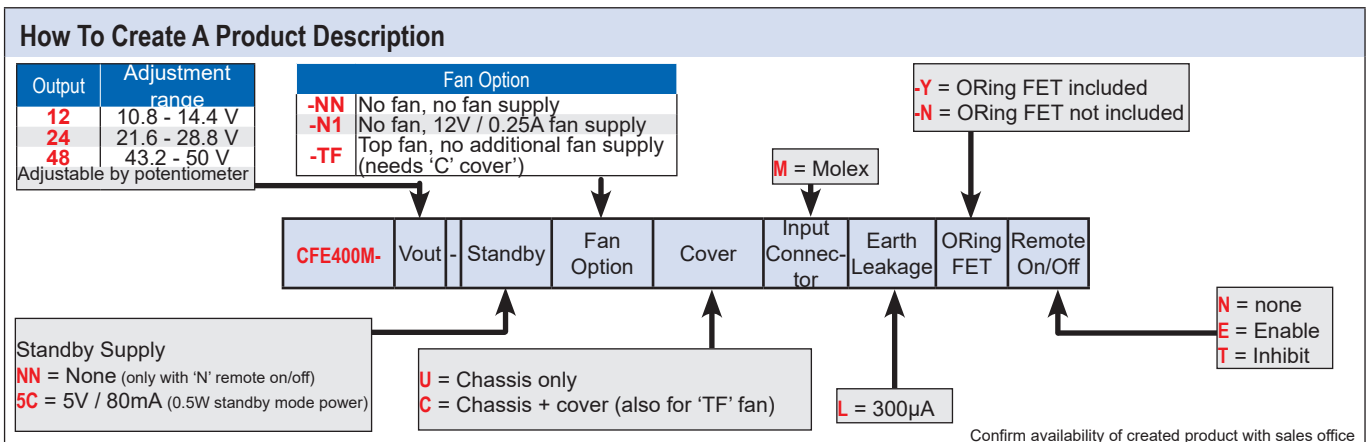 How To Create A Product Description
Output Adjustment range
12 10.8 - 14.4 V
24 21.6 - 28.8 V
48 43.2 - 50 V
Adjustable by potentiometer
Fan Option
-NN No fan, no fan supply
-N1 No fan, 12V / 0.25A fan supply
-TF Top fan, no additional fan supply
(needs ‘C’ cover’)
-Y = ORing FET included
-N = ORing FET not included
M = Molex
CFE400M- Vout - Standby Fan Option Cover Input Connec-tor Earth Leakage ORing FET Remote On/Off
Standby Supply
NN = None (only with ‘N’ remote on/off)
5C = 5V / 80mA (0.5W standby mode power)
U = Chassis only
C = Chassis + cover (also for ‘TF’ fan)
L = 300µA
N = none
E = Enable
T = Inhibit
Confirm availability of created product with sales office